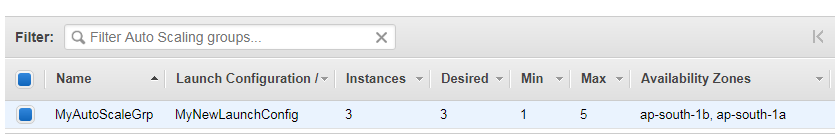 Filter: Filter Auto Scaling groups...
Name Launch Configuration / Instances Desired Min Max Availability Zones
MyAutoScaleGrp MyNewLaunchConfig 3 3 1 5 ap-south-1b, ap-south-1a